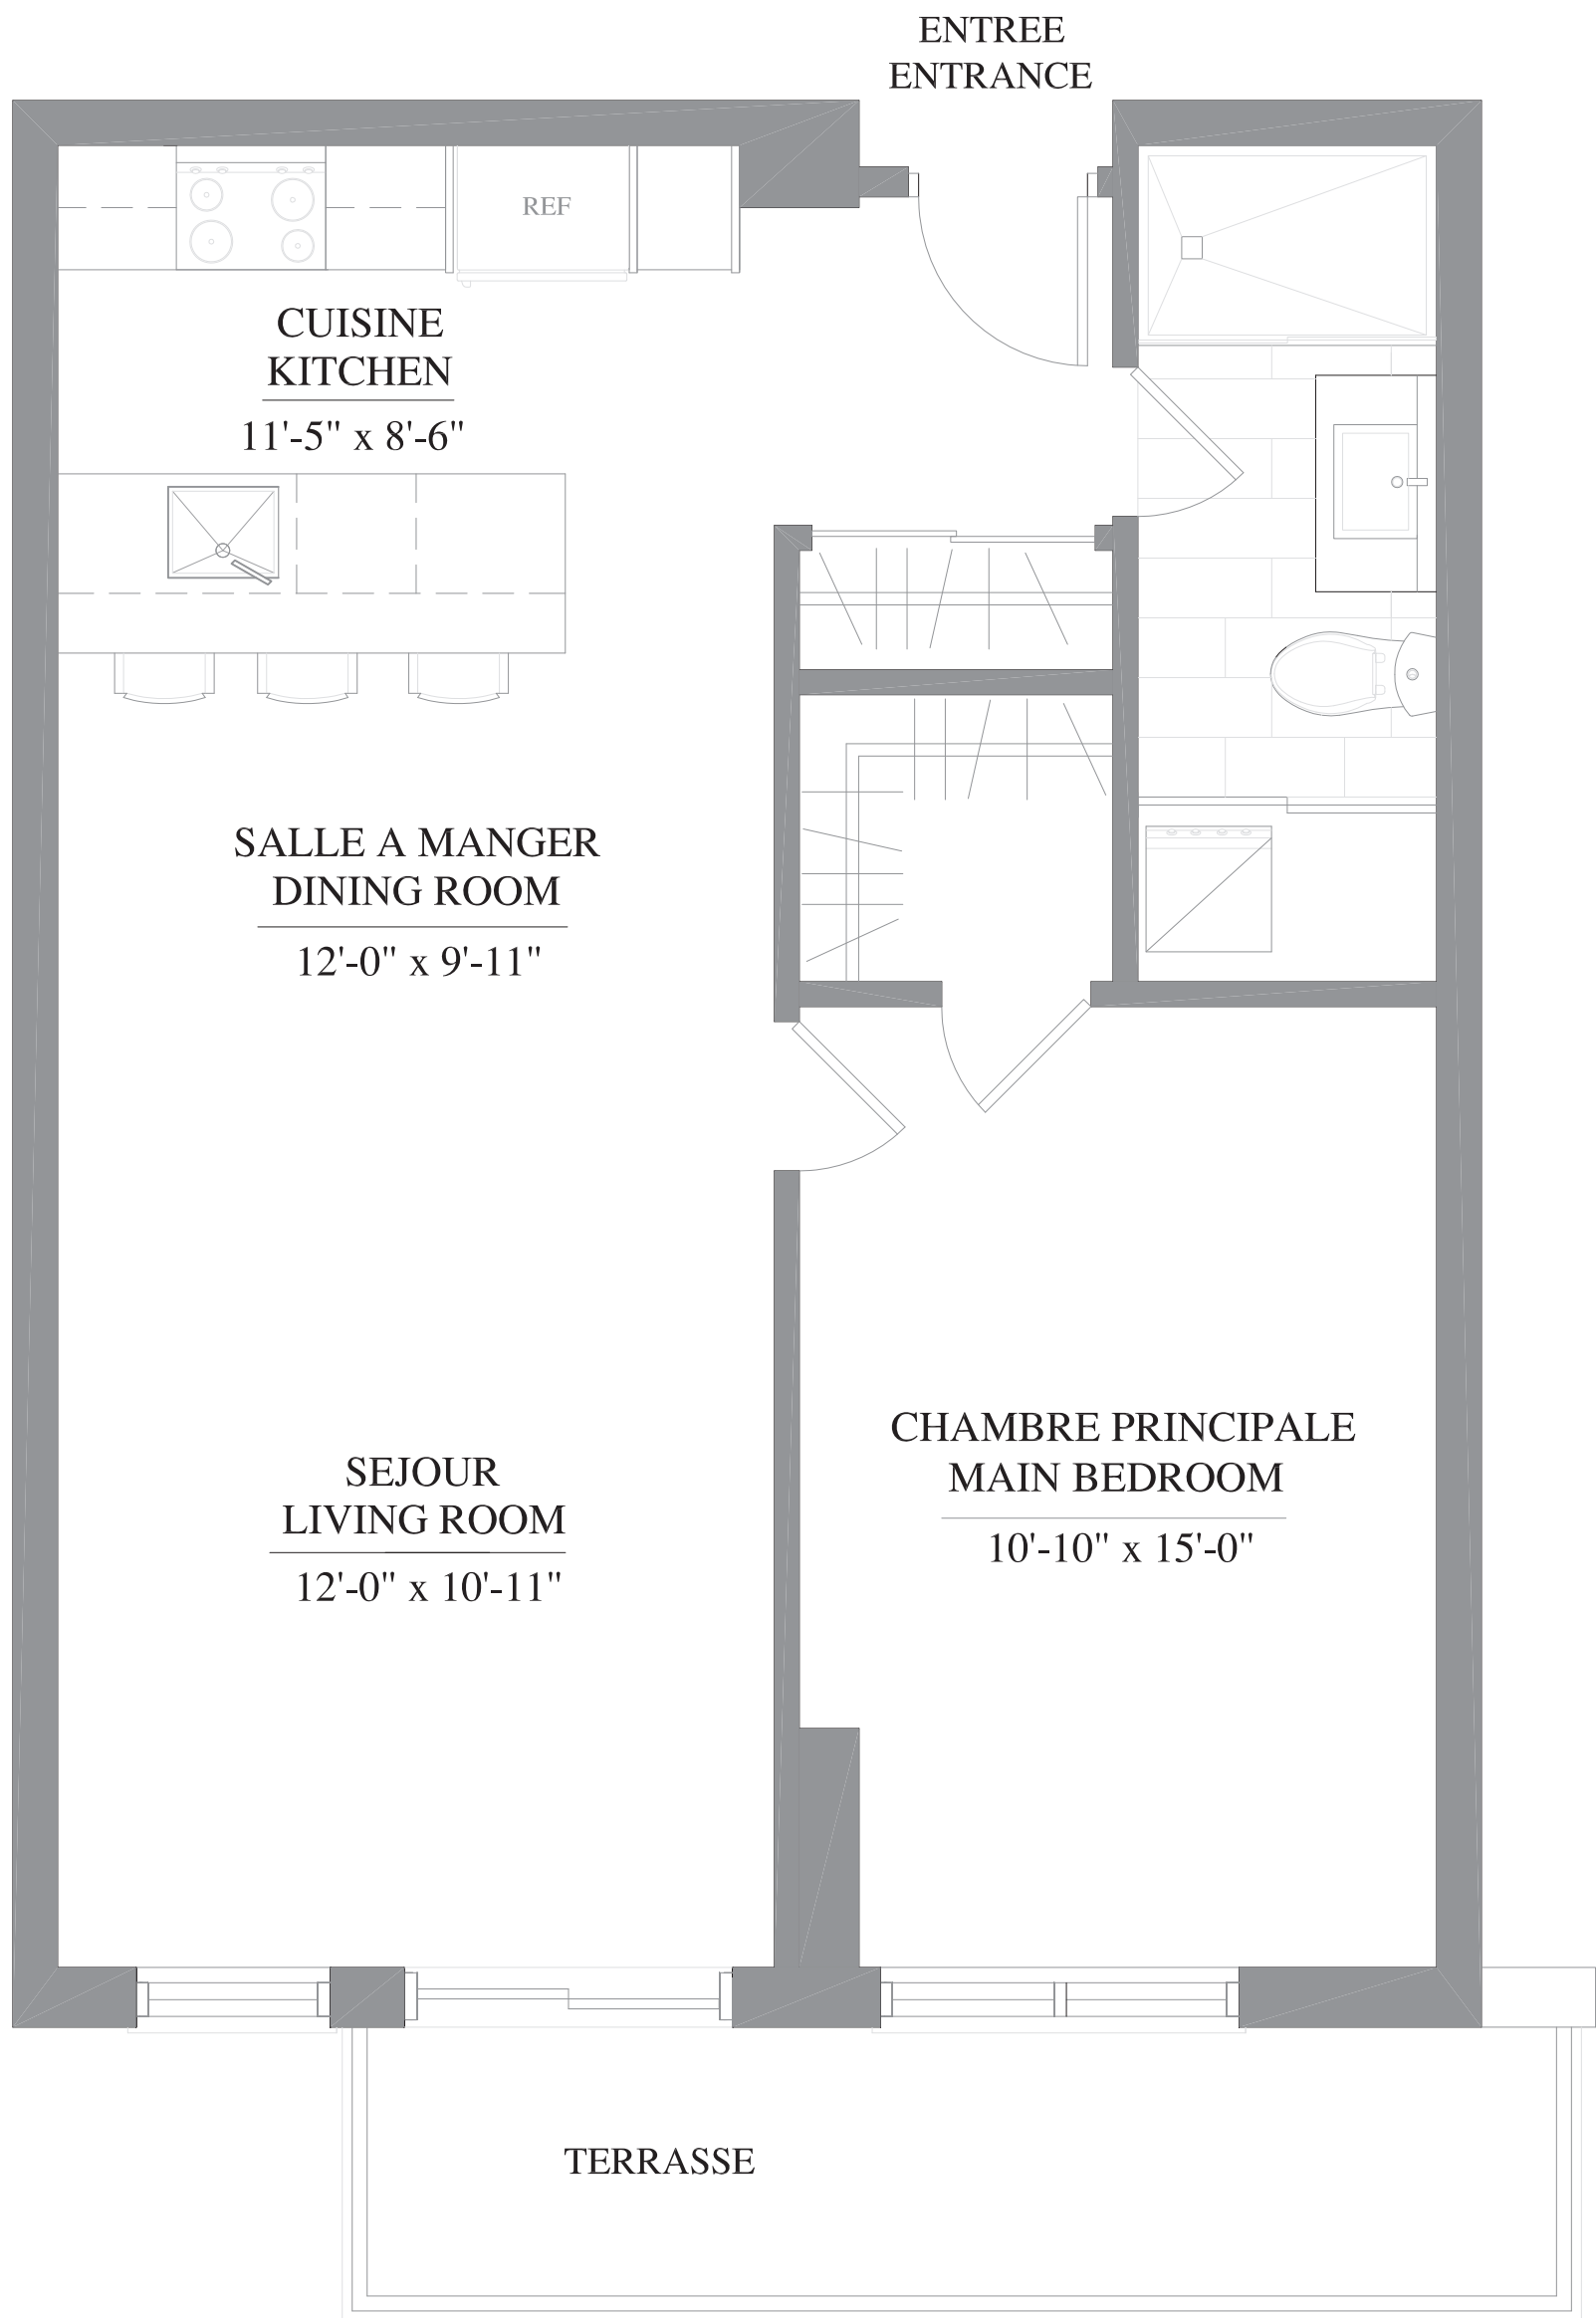 ENTREE
ENTRANCE
REF
CUISINE
KITCHEN
11'-5" x 8'-6"
SALLE A MANGER
DINING ROOM
12'-0" x 9'-11"
CHAMBRE PRINCIPALE
MAIN BEDROOM
10'-10" x 15'-0"
SEJOUR
LIVING ROOM
12'-0" x 10'-11"
TERRASSE